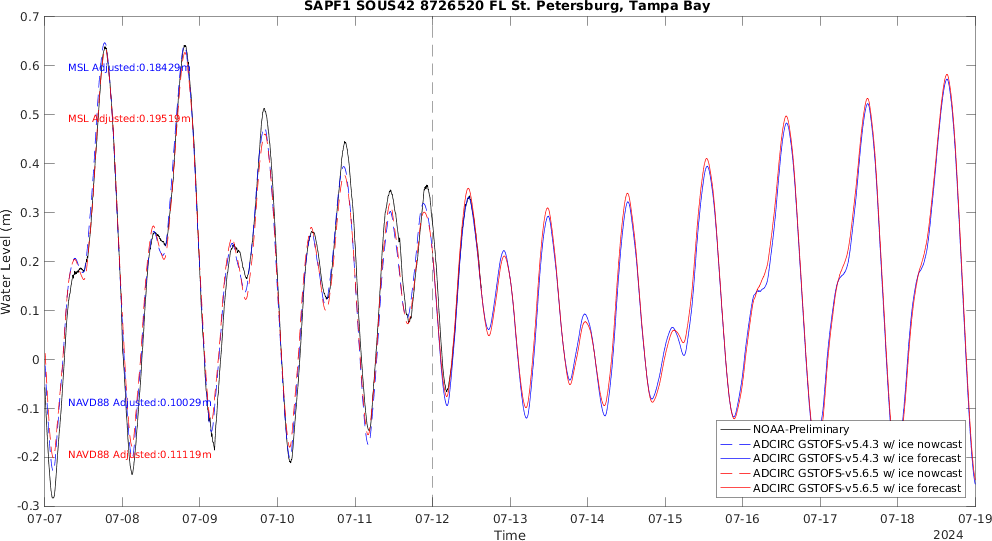 SAPF1 SOUS42 8726520 FL St. Petersburg, Tampa Bay
0.7
0.6
0.5
0.4
0.3
0.2
0.1
0
-0.1
-0.2
-0.3
Water Level (m)
MSL Adjusted:0.18429m
MSL Adjusted:0.19519m
NAVD88 Adjusted:0.10029m
NAVD88 Adjusted:0.11119m
NOAA-Preliminary
ADCIRC GSTOFS-v5.4.3 w/ ice nowcast
ADCIRC GSTOFS-v5.4.3 w/ ice forecast
ADCIRC GSTOFS-v5.6.5 w/ ice nowcast
ADCIRC GSTOFS-v5.6.5 w/ ice forecast
07-07 07-08 07-09 07-10 07-11 07-12 07-13 07-14 07-15 07-16 07-17 07-18 07-19
Time
2024